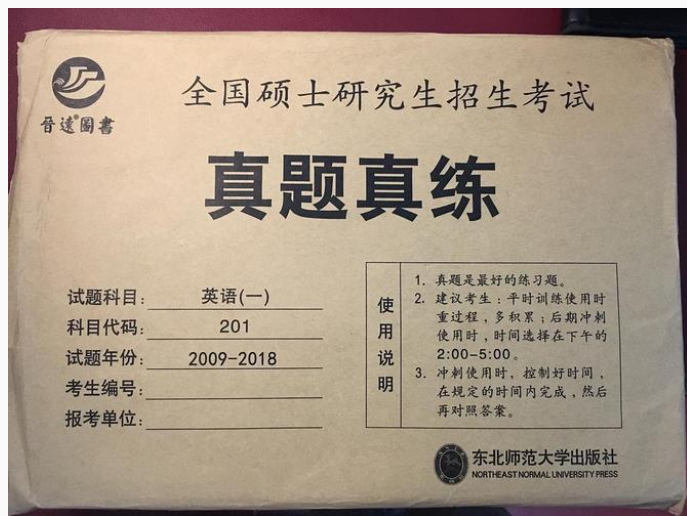 晋远®圖書
全国硕士研究生招生考试
真题真练
试题科目：英语(一)
科目代码：201
试题年份：2009-2018
考生编号：
报考单位：
使用说明
1. 真题是最好的练习题。
2. 建议考生：平时训练使用时
重过程，多积累；后期冲刺
使用时，时间选择在下午的
2:00-5:00。
3. 冲刺使用时，控制好时间，
在规定的时间内完成，然后
再对照答案。
东北师范大学出版社
NORTHEAST NORMAL UNIVERSITY PRESS